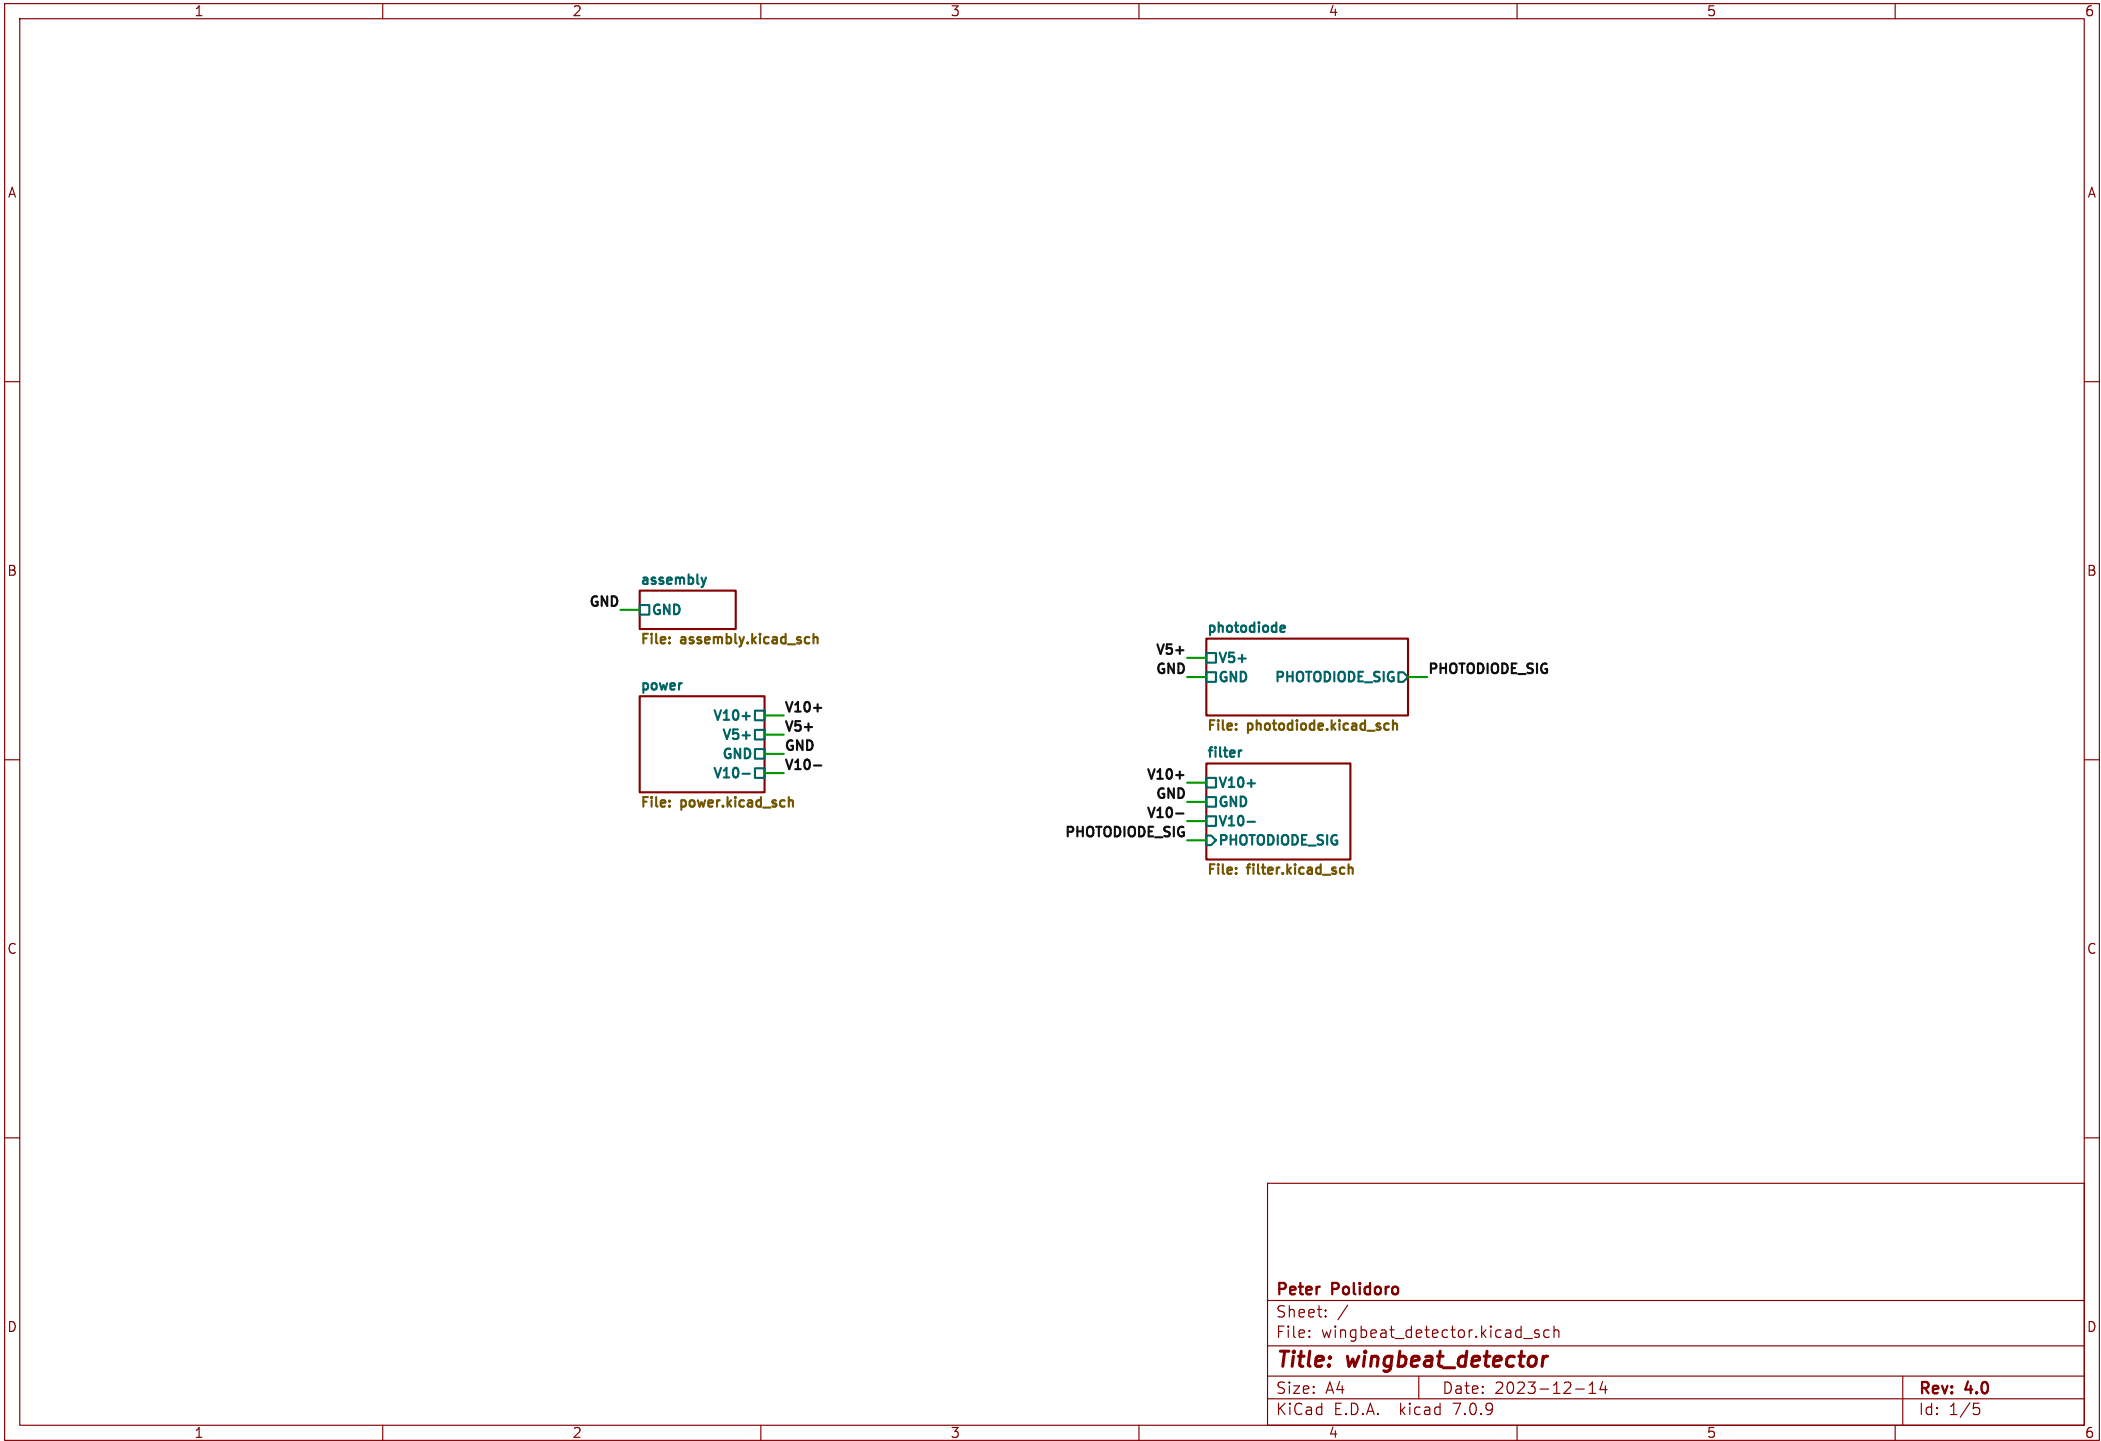 1 2 3 4 5 6
A A
B B
assembly
GND
GND
File: assembly.kicad_sch
power
V10+ V10+
V5+ V5+
GND GND
V10- V10-
File: power.kicad_sch
photodiode
V5+ V5+
GND GND PHOTODIODE_SIG PHOTODIODE_SIG
File: photodiode.kicad_sch
filter
V10+ V10+
GND GND
V10- V10-
PHOTODIODE_SIG PHOTODIODE_SIG
File: filter.kicad_sch
C C
D D
Peter Polidoro
Sheet: /
File: wingbeat_detector.kicad_sch
Title: wingbeat_detector
Size: A4 Date: 2023-12-14 Rev: 4.0
KiCad E.D.A. kicad 7.0.9 Id: 1/5
1 2 3 4 5 6